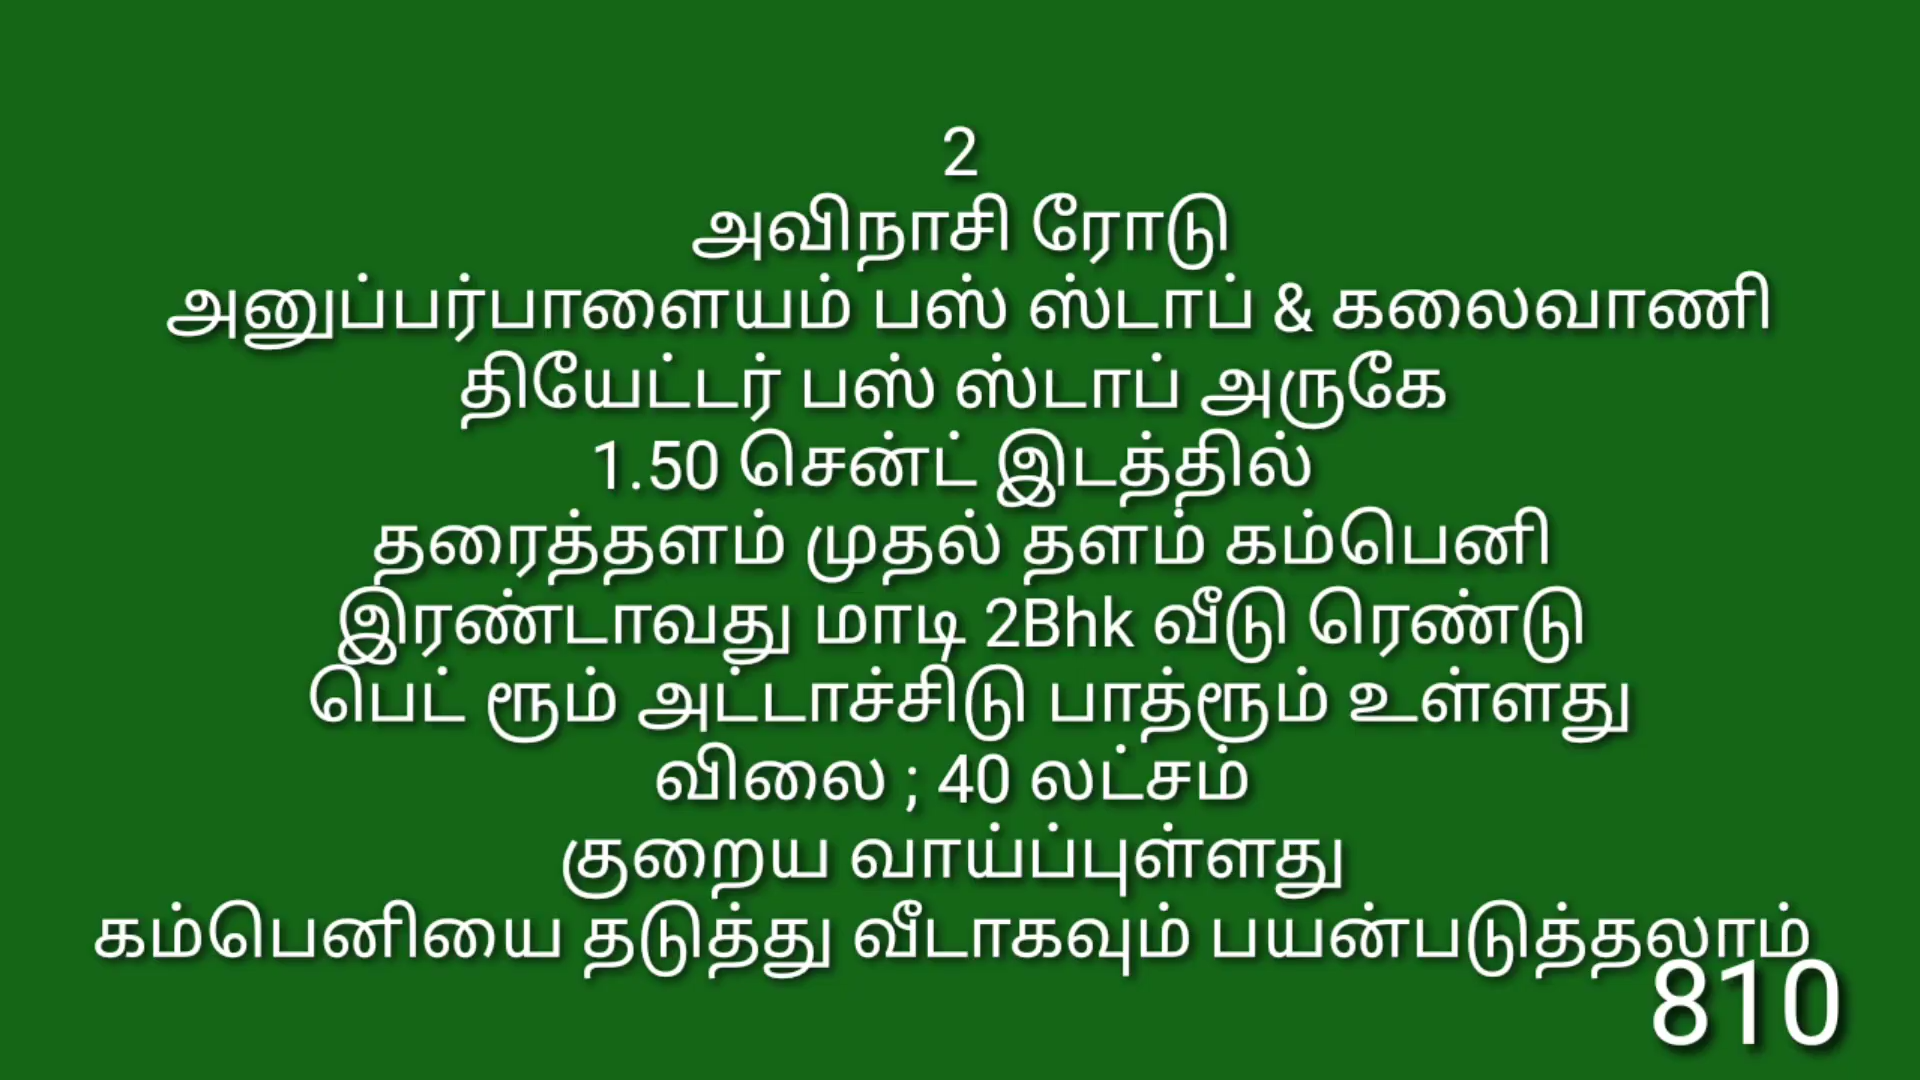 2
அவிநாசி ரோடு
அனுப்பர்பாளையம் பஸ் ஸ்டாப் & கலைவாணி
தியேட்டர் பஸ் ஸ்டாப் அருகே
1.50 சென்ட் இடத்தில்
தரைத்தளம் முதல் தளம் கம்பெனி
இரண்டாவது மாடி 2Bhk வீடு ரெண்டு
பெட் ரூம் அட்டாச்சிடு பாத்ரூம் உள்ளது
விலை ; 40 லட்சம்
குறைய வாய்ப்புள்ளது
கம்பெனியை தடுத்து வீடாகவும் பயன்படுத்தலாம்
810